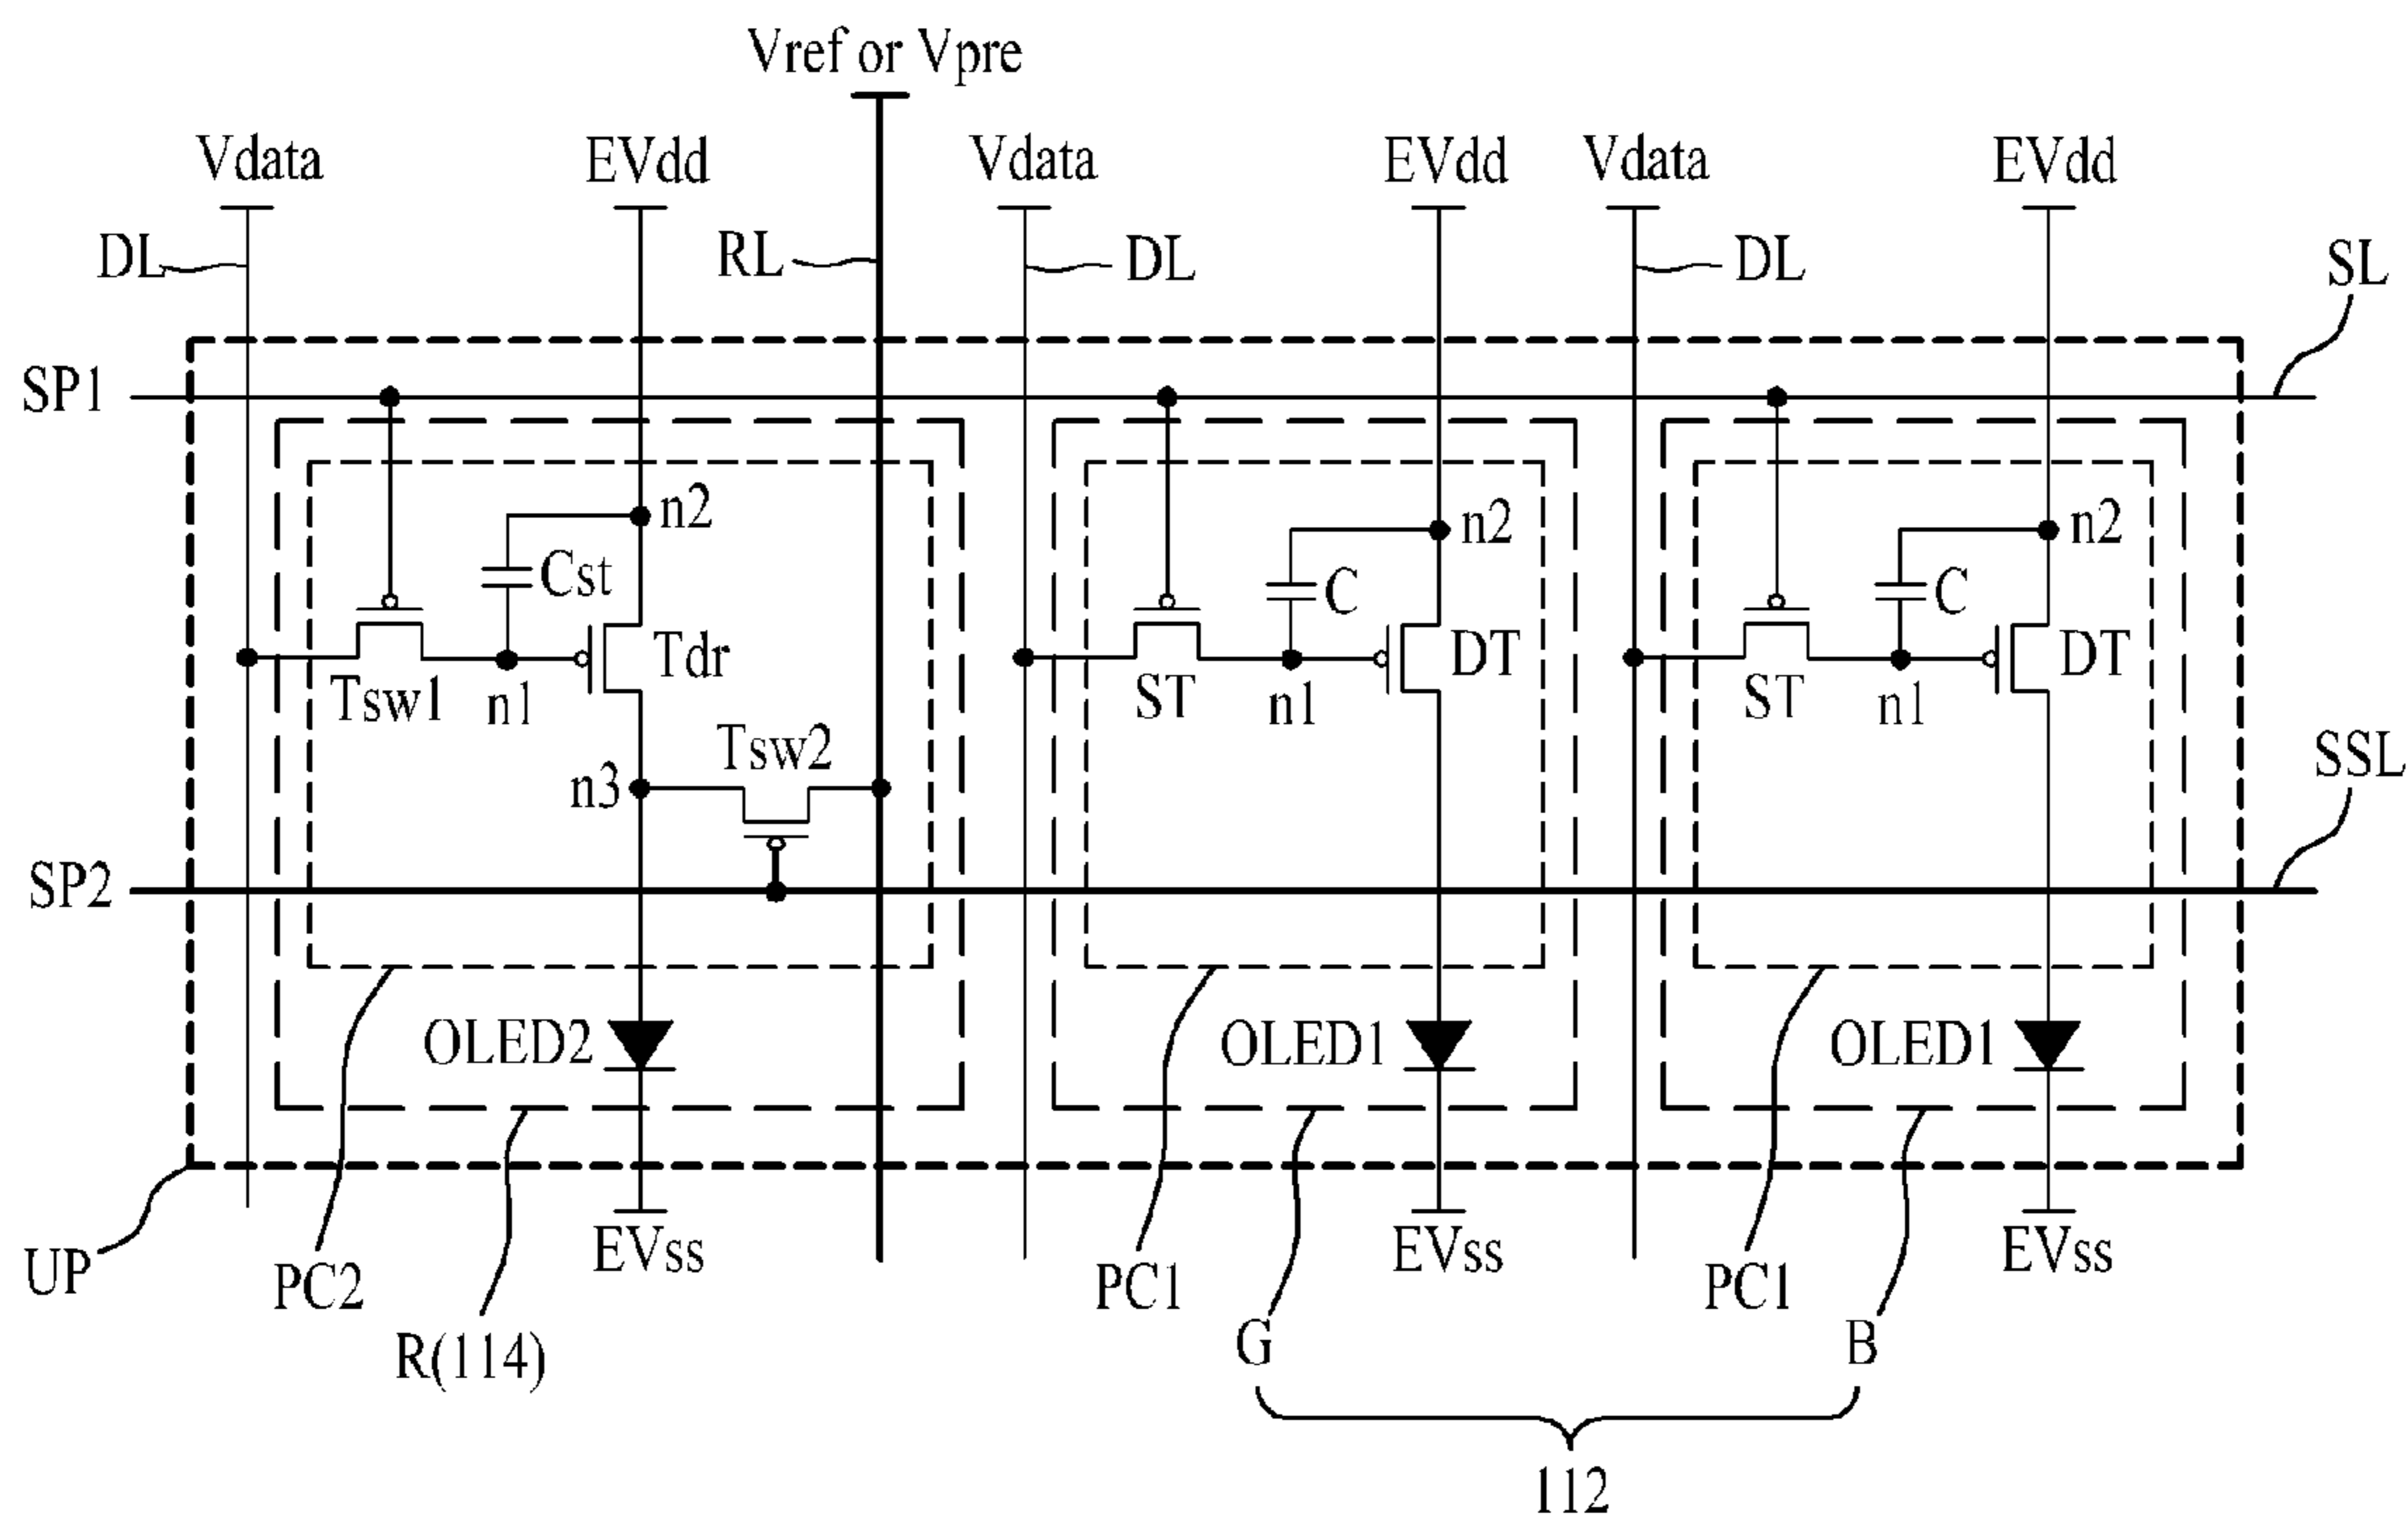 Vref or Vpre
Vdata
EVdd
Vdata
EVdd
Vdata
EVdd
DL
RL
DL
DL
SL
SP1
n2
n2
n2
Cst
C
C
Tdr
DT
DT
Tsw1
n1
ST
n1
ST
n1
Tsw2
n3
SSL
SP2
OLED2
OLED1
OLED1
EVss
EVss
EVss
UP
PC2
PC1
PC1
R(114)
G
B
112